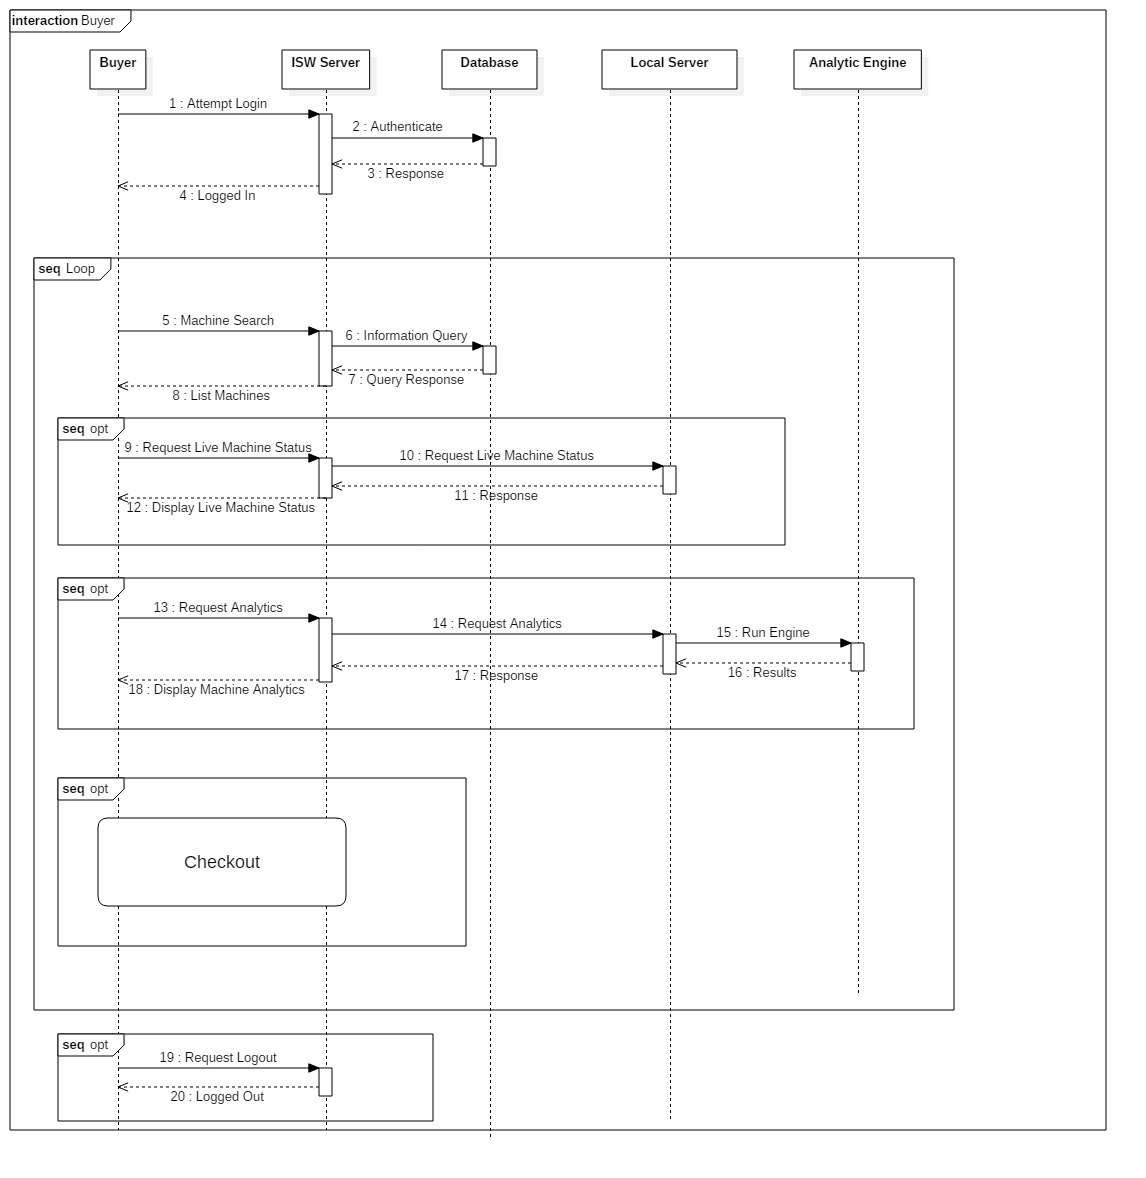 interaction Buyer
Buyer
ISW Server
Database
Local Server
Analytic Engine
1 : Attempt Login
2 : Authenticate
3 : Response
4 : Logged In
seq Loop
5 : Machine Search
6 : Information Query
7 : Query Response
8 : List Machines
seq opt
9 : Request Live Machine Status
10 : Request Live Machine Status
11 : Response
12 : Display Live Machine Status
seq opt
13 : Request Analytics
14 : Request Analytics
15 : Run Engine
16 : Results
17 : Response
18 : Display Machine Analytics
seq opt
Checkout
seq opt
19 : Request Logout
20 : Logged Out